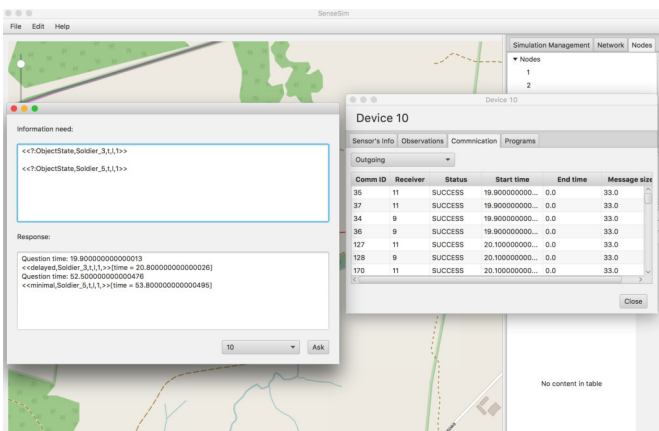 SenseSim
File Edit Help
Simulation Management Network Nodes
Nodes
1
2
Information need:
<<?:ObjectState,Soldier_3,t,l,1>>
<<?:ObjectState,Soldier_5,t,l,1>>
Response:
Question time: 19.900000000000013
<<delayed,Soldier_3,t,l,1,>>[time = 20.800000000000026]
Question time: 52.500000000000476
<<minimal,Soldier_5,t,l,1,>>[time = 53.800000000000495]
10 Ask
Device 10
Device 10
Sensor's Info Observations Commnication Programs
Outgoing
Comm ID Receiver Status Start time End time Message size
35 11 SUCCESS 19.900000000... 0.0 33.0
37 11 SUCCESS 19.900000000... 0.0 33.0
34 9 SUCCESS 19.900000000... 0.0 33.0
36 9 SUCCESS 19.900000000... 0.0 33.0
127 11 SUCCESS 20.100000000... 0.0 33.0
128 9 SUCCESS 20.100000000... 0.0 33.0
170 11 SUCCESS 20.100000000... 0.0 33.0
Close
No content in table